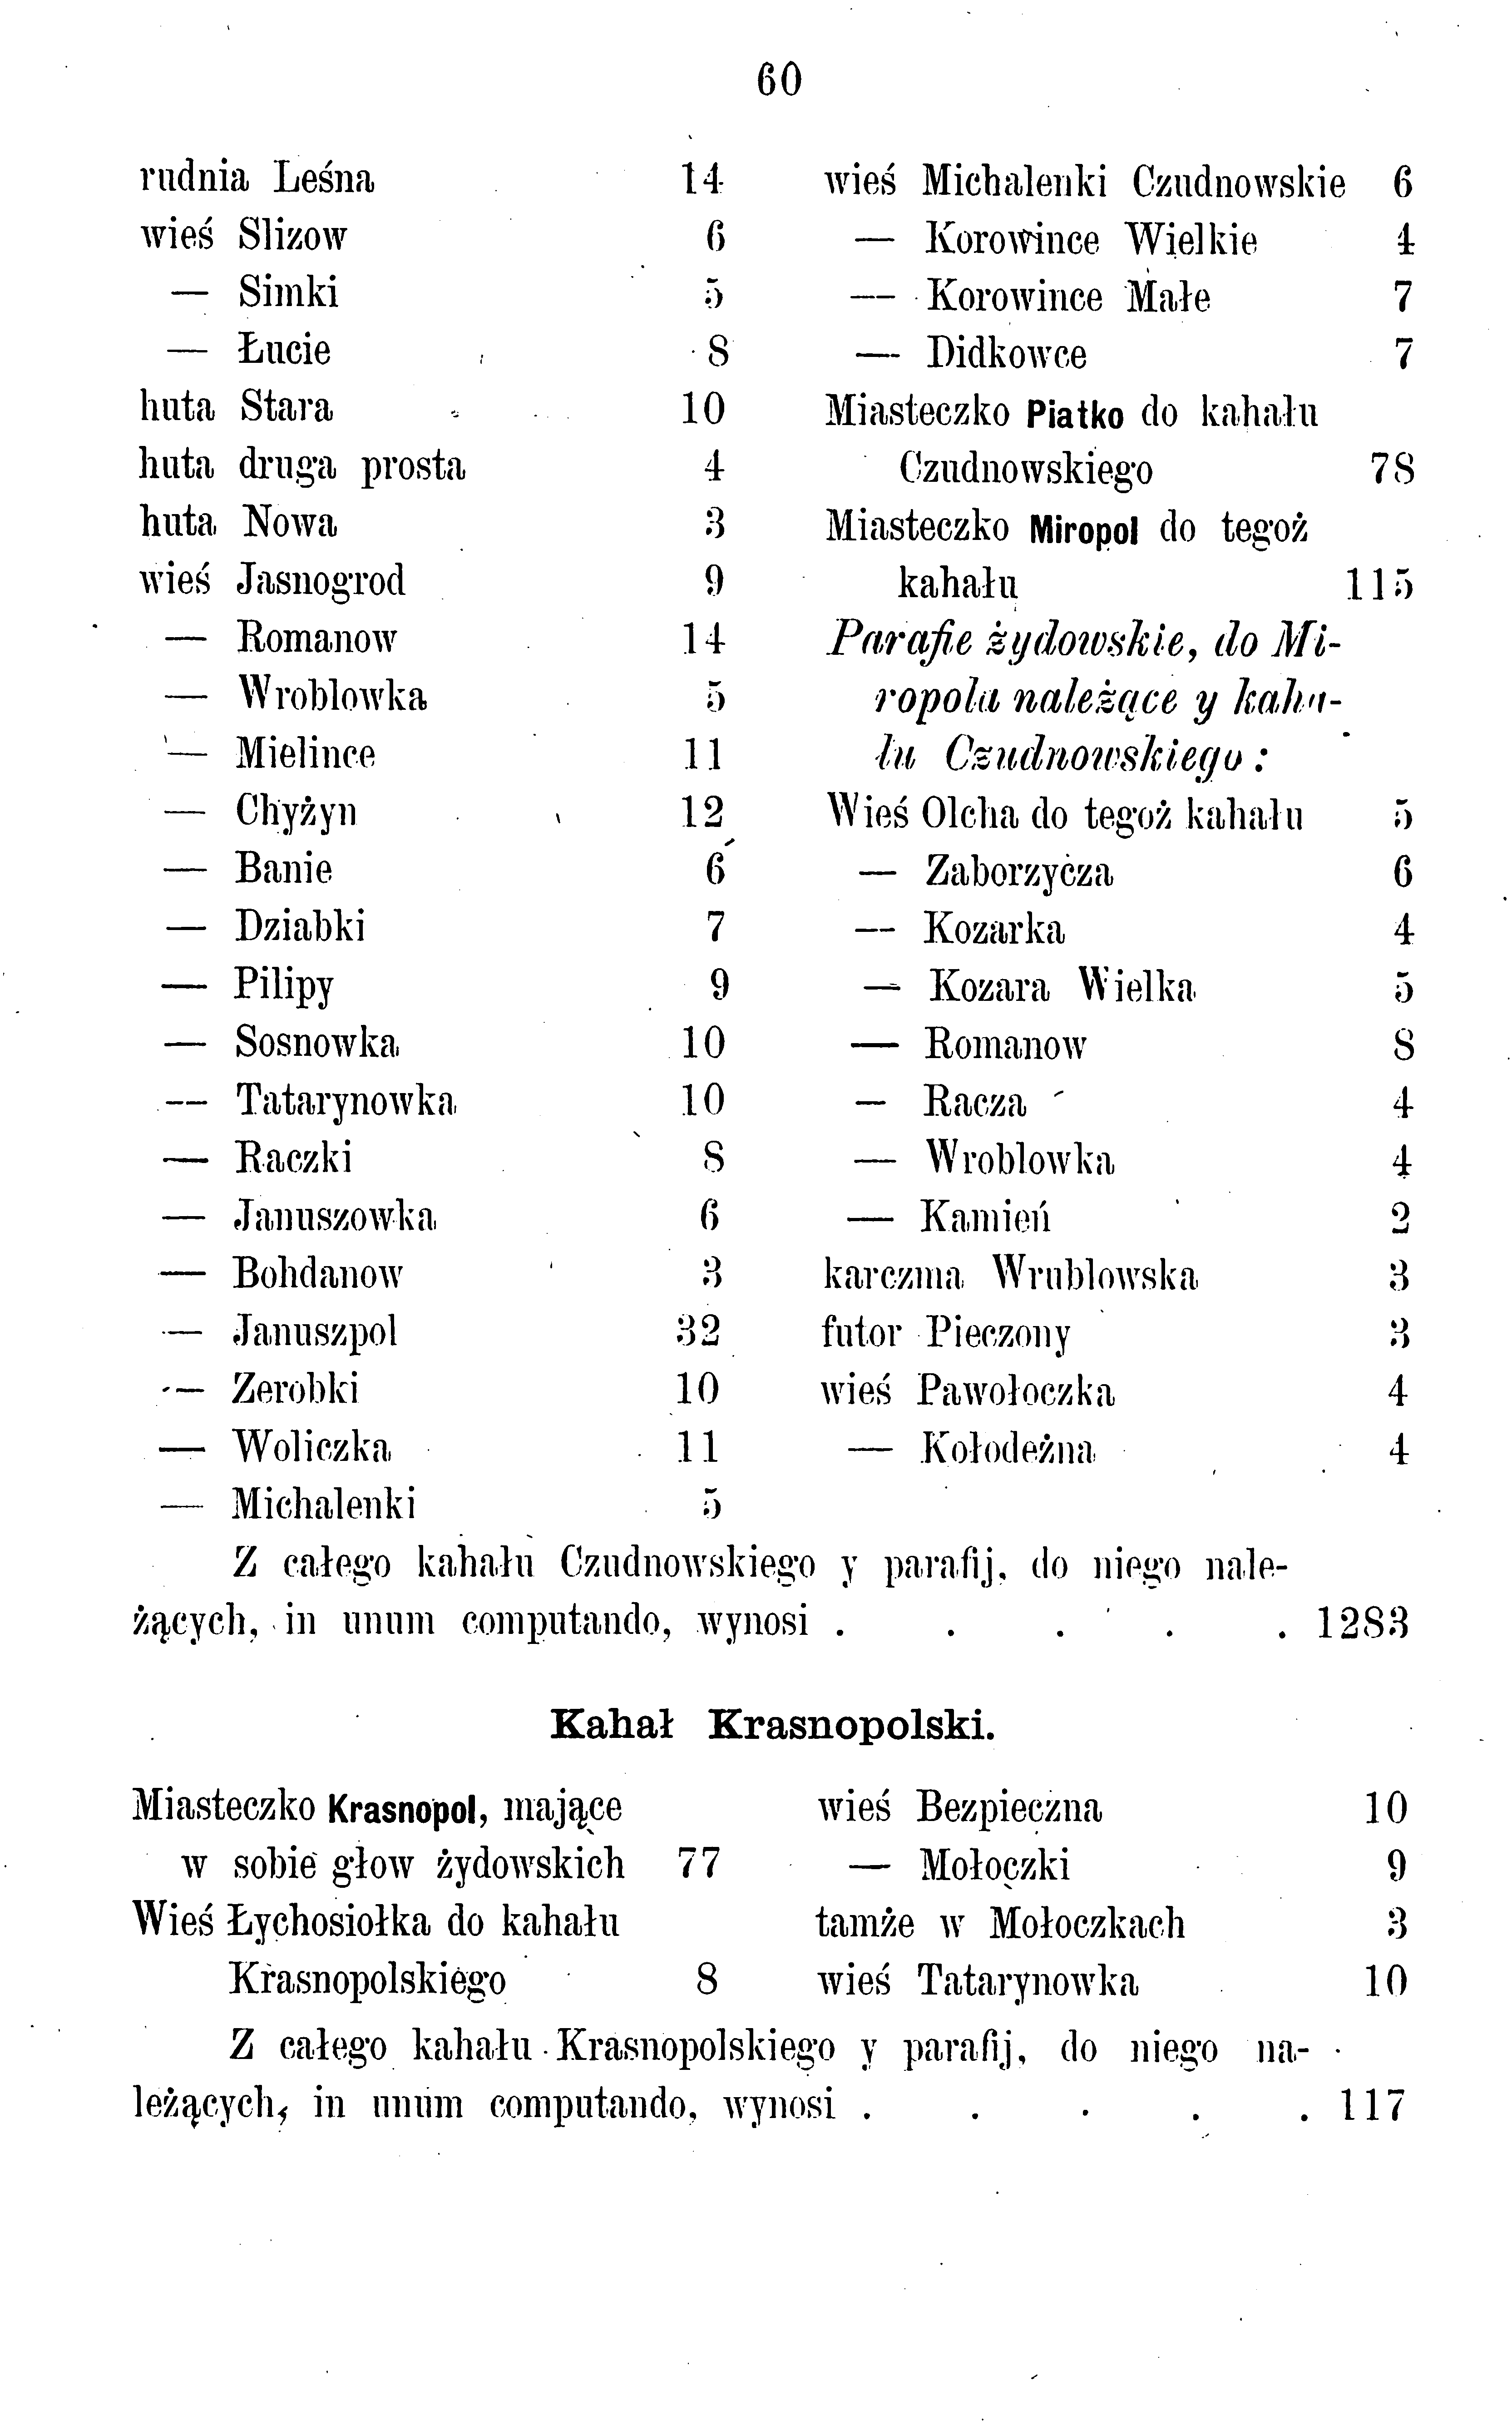 60
rudnia Leśna 14
wieś Slizow 6
— Simki 5
— Łucie 8
huta Stara 10
huta druga prosta 4
huta Nowa 3
wieś Jasnogrod 9
— Romanow 14
— Wroblowka 5
— Mielince 11
— Chyżyn 12
— Banie 6
— Dziabki 7
— Pilipy 9
— Sosnowka 10
— Tatarynowka 10
— Raczki 8
— Januszowka 6
— Bohdanow 3
— Januszpol 32
— Zerobki 10
— Woliczka 11
— Michalenki 5
wieś Michalenki Czudnowskie 6
— Korowince Wielkie 4
— Korowince Małe 7
— Didkowce 7
Miasteczko Piatko do kahału
Czudnowskiego 78
Miasteczko Miropol do tegoż
kahału 115
Parafie żydowskie, do Mi-
ropola należące y kaha-
łu Czudnowskiego:
Wieś Olcha do tegoż kahału 5
— Zaborzycza 6
— Kozarka 4
— Kozara Wielka 5
— Romanow 8
— Racza 4
— Wroblowka 4
— Kamień 2
karczma Wrublowska 3
futor Pieczony 3
wieś Pawołoczka 4
— Kołodeżna 4
Z całego kahału Czudnowskiego y parafij, do niego nale-
żących, in unum computando, wynosi . . . . . 1283
Kahał Krasnopolski.
Miasteczko Krasnopol, mające
w sobie głow żydowskich 77
Wieś Łychosiołka do kahału
Krasnopolskiego 8
wieś Bezpieczna 10
— Mołoczki 9
tamże w Mołoczkach 3
wieś Tatarynowka 10
Z całego kahału Krasnopolskiego y parafij, do niego na-
leżących, in unum computando, wynosi . . . . . 117